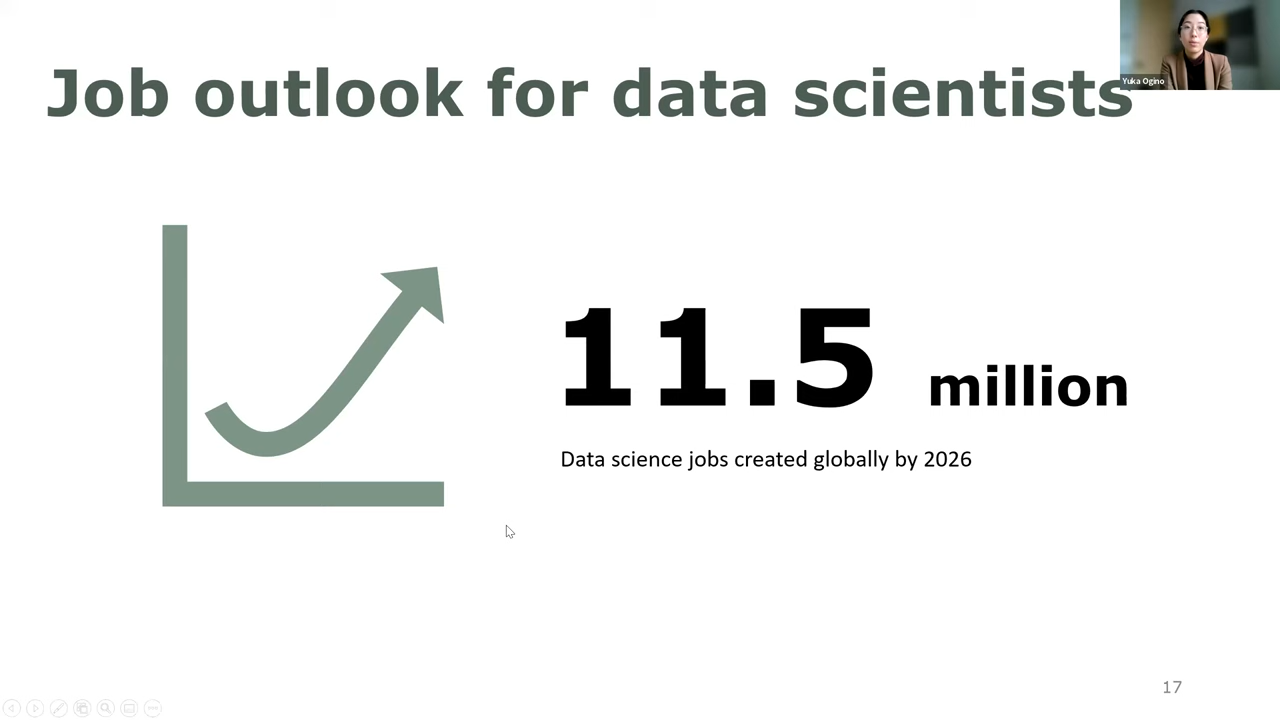 Job outlook for data scientists
Yuka Ogino
11.5 million
Data science jobs created globally by 2026
17